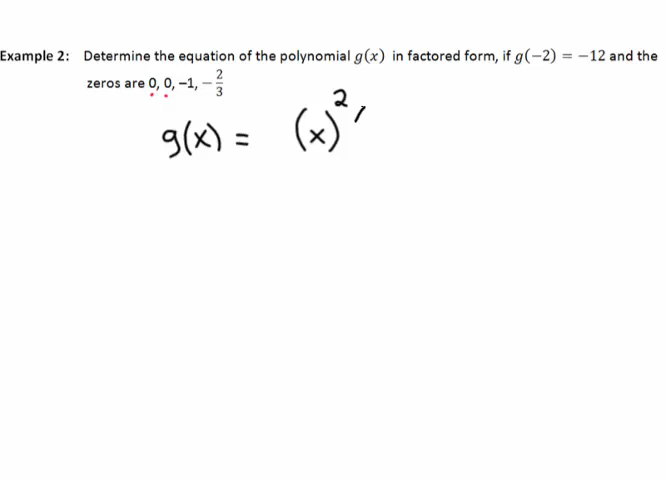 Example 2: Determine the equation of the polynomial g(x) in factored form, if g(−2) = −12 and the
zeros are 0, 0, −1, −2/3
g(x) = (x)²